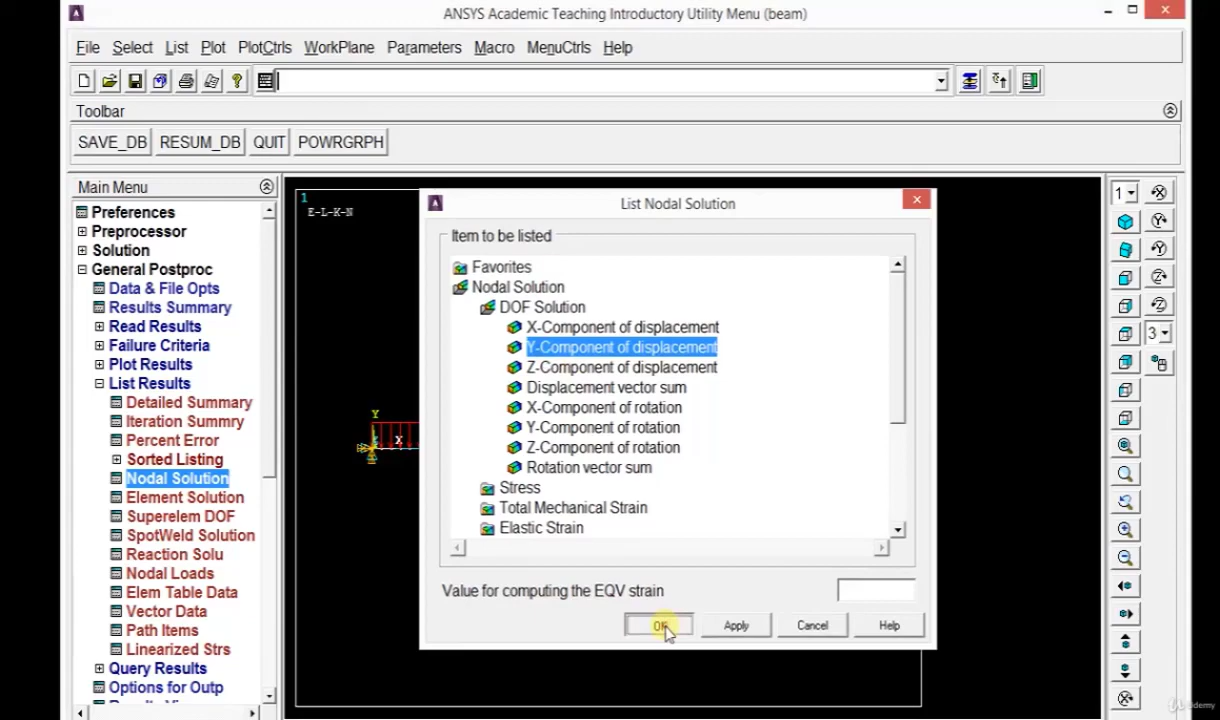 ANSYS Academic Teaching Introductory Utility Menu (beam)
File Select List Plot PlotCtrls WorkPlane Parameters Macro MenuCtrls Help
Toolbar
SAVE_DB RESUM_DB QUIT POWRGRPH
Main Menu
Preferences
Preprocessor
Solution
General Postproc
Data & File Opts
Results Summary
Read Results
Failure Criteria
Plot Results
List Results
Detailed Summary
Iteration Summry
Percent Error
Sorted Listing
Nodal Solution
Element Solution
Superelem DOF
SpotWeld Solution
Reaction Solu
Nodal Loads
Elem Table Data
Vector Data
Path Items
Linearized Strs
Query Results
Options for Outp
1
E-L-K-N
Y
X
List Nodal Solution
Item to be listed
Favorites
Nodal Solution
DOF Solution
X-Component of displacement
Y-Component of displacement
Z-Component of displacement
Displacement vector sum
X-Component of rotation
Y-Component of rotation
Z-Component of rotation
Rotation vector sum
Stress
Total Mechanical Strain
Elastic Strain
Value for computing the EQV strain
OK Apply Cancel Help
1
3
Udemy